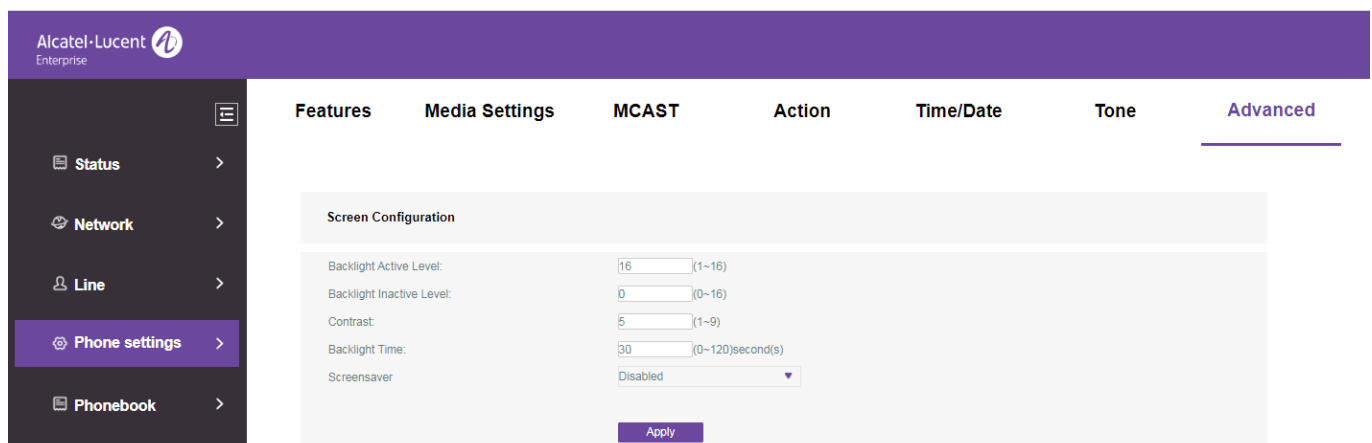 Alcatel·Lucent
Enterprise
Features Media Settings MCAST Action Time/Date Tone Advanced
Status
Network
Line
Phone settings
Phonebook
Screen Configuration
Backlight Active Level: 16 (1~16)
Backlight Inactive Level: 0 (0~16)
Contrast: 5 (1~9)
Backlight Time: 30 (0~120)second(s)
Screensaver Disabled
Apply